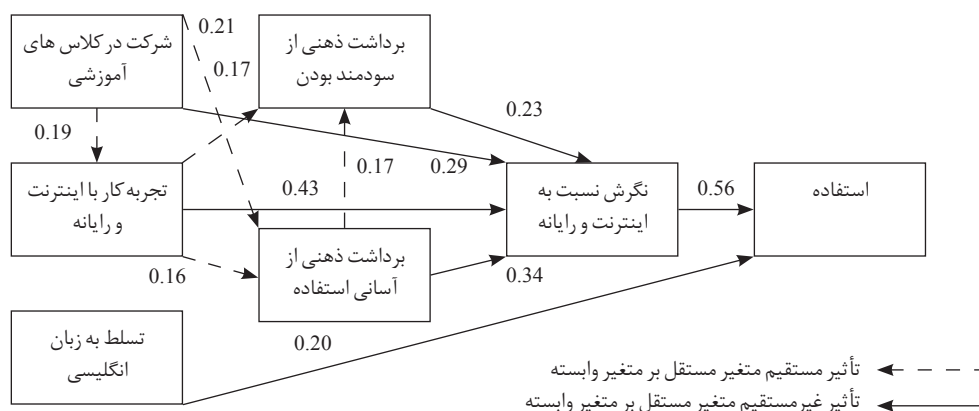 شرکت در کلاس های
آموزشی
0.21
برداشت ذهنی از
سودمند بودن
0.17
0.23
0.19
0.17
0.29
تجربه کار با اینترنت
و رایانه
0.43
نگرش نسبت به
اینترنت و رایانه
0.56
استفاده
برداشت ذهنی از
آسانی استفاده
0.16
0.34
تسلط به زبان
انگلیسی
0.20
تأثیر مستقیم متغیر مستقل بر متغیر وابسته
تأثیر غیرمستقیم متغیر مستقل بر متغیر وابسته